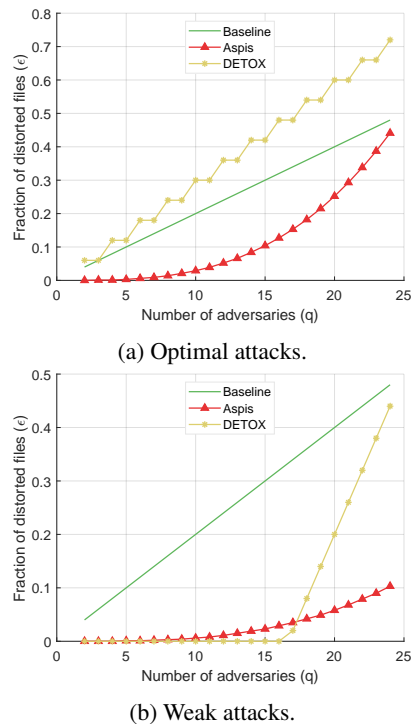 0.8
0.7
0.6
0.5
0.4
0.3
0.2
0.1
0
Fraction of distorted files (ϵ)
Baseline
Aspis
DETOX
0 5 10 15 20 25
Number of adversaries (q)
(a) Optimal attacks.
0.5
0.4
0.3
0.2
0.1
0
Fraction of distorted files (ϵ)
Baseline
Aspis
DETOX
0 5 10 15 20 25
Number of adversaries (q)
(b) Weak attacks.